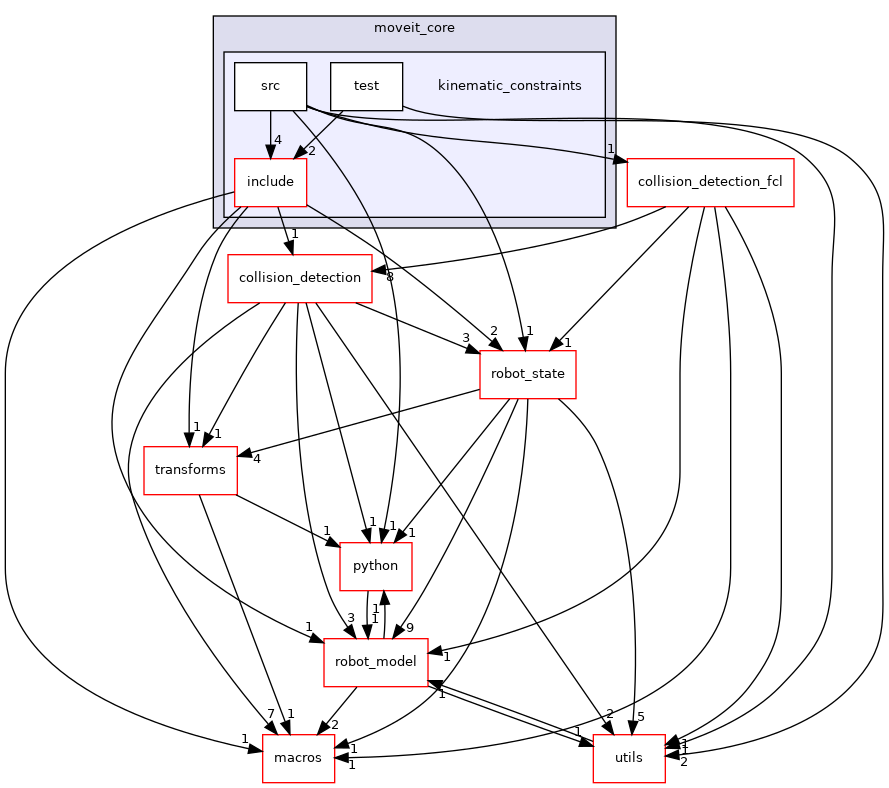 moveit_core
src
test
kinematic_constraints
4
2
1
include
collision_detection_fcl
1
collision_detection
8
3
2
1
1
robot_state
1
1
4
transforms
1
1
1
1
python
1
1
3
9
1
1
robot_model
1
7
1
2
5
2
1
1
1
1
1
1
2
macros
utils